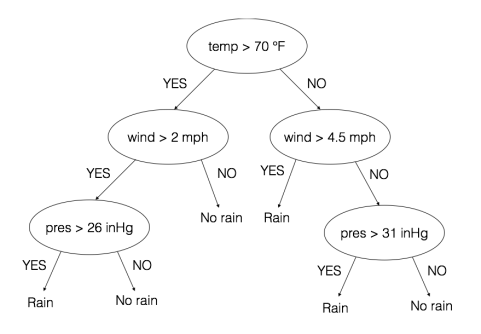 temp > 70 ºF
YES
NO
wind > 2 mph
wind > 4.5 mph
YES
NO
YES
NO
No rain
Rain
pres > 26 inHg
pres > 31 inHg
YES
NO
YES
NO
Rain
No rain
Rain
No rain